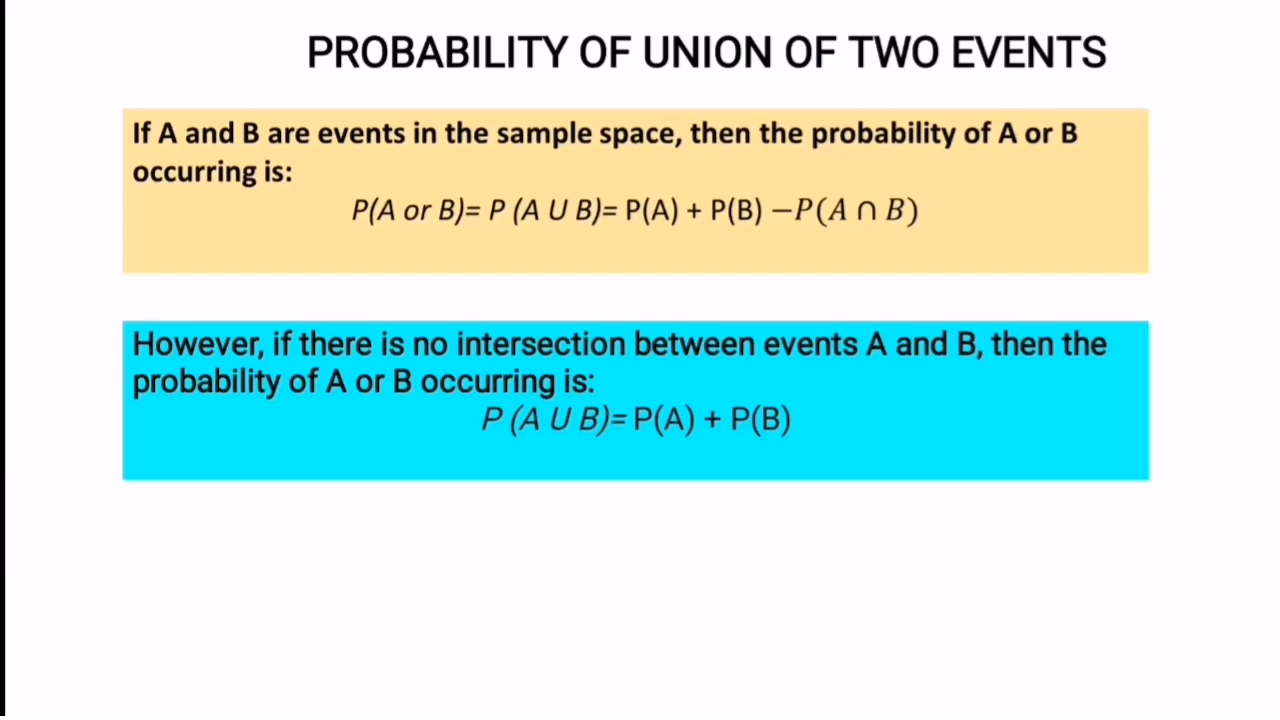 PROBABILITY OF UNION OF TWO EVENTS
If A and B are events in the sample space, then the probability of A or B
occurring is:
P(A or B)= P (A U B)= P(A) + P(B) −P(A ∩ B)
However, if there is no intersection between events A and B, then the
probability of A or B occurring is:
P (A U B)= P(A) + P(B)